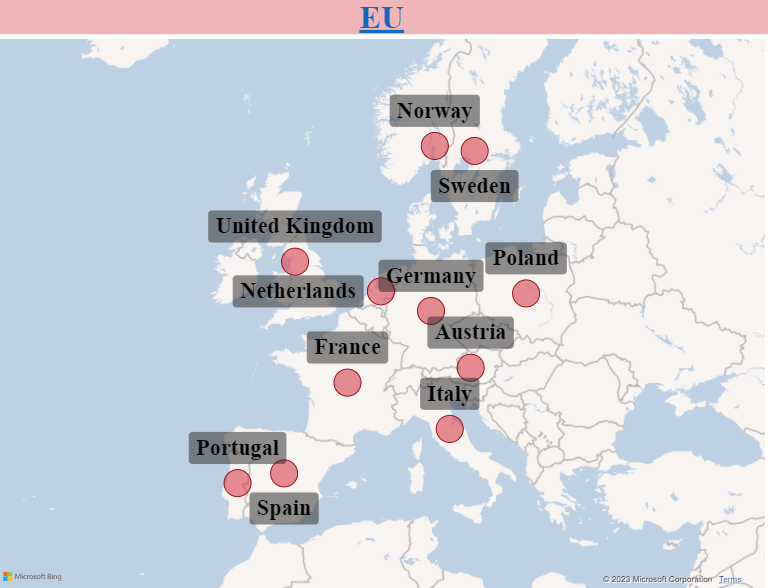 EU
Norway
Sweden
United Kingdom
Poland
Germany
Netherlands
Austria
France
Italy
Portugal
Spain
Microsoft Bing
© 2023 Microsoft Corporation Terms